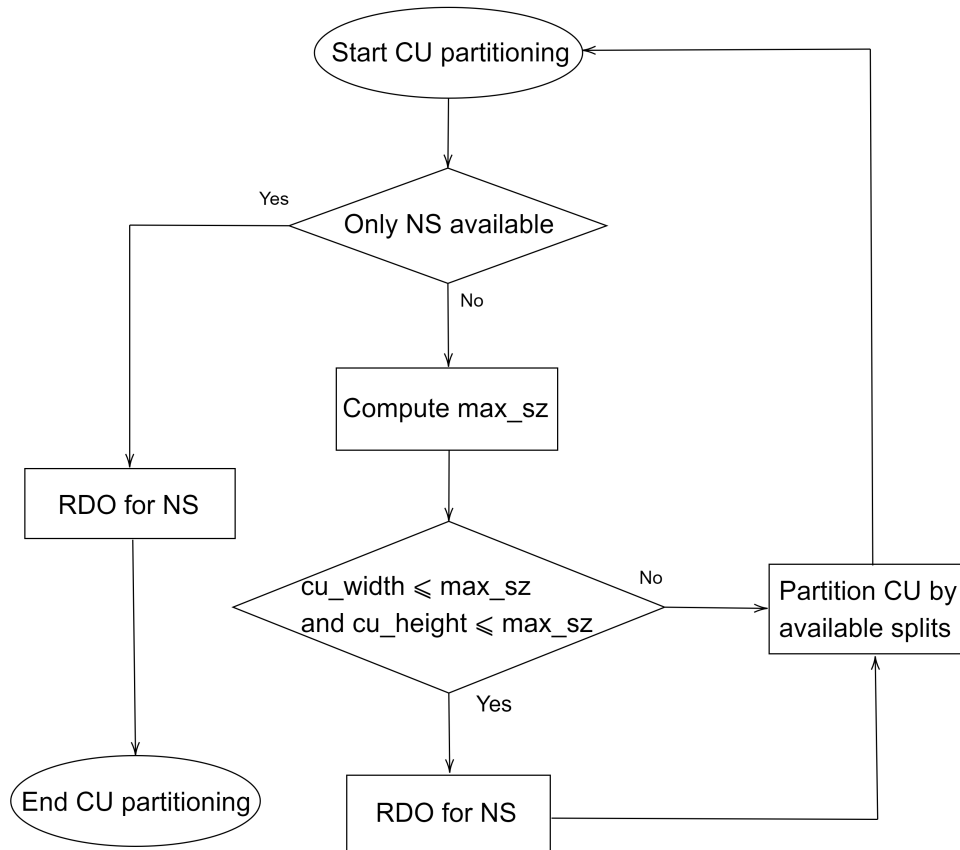 Start CU partitioning
Yes
Only NS available
No
Compute max_sz
RDO for NS
cu_width ⩽ max_sz
and cu_height ⩽ max_sz
No
Partition CU by
available splits
Yes
End CU partitioning
RDO for NS